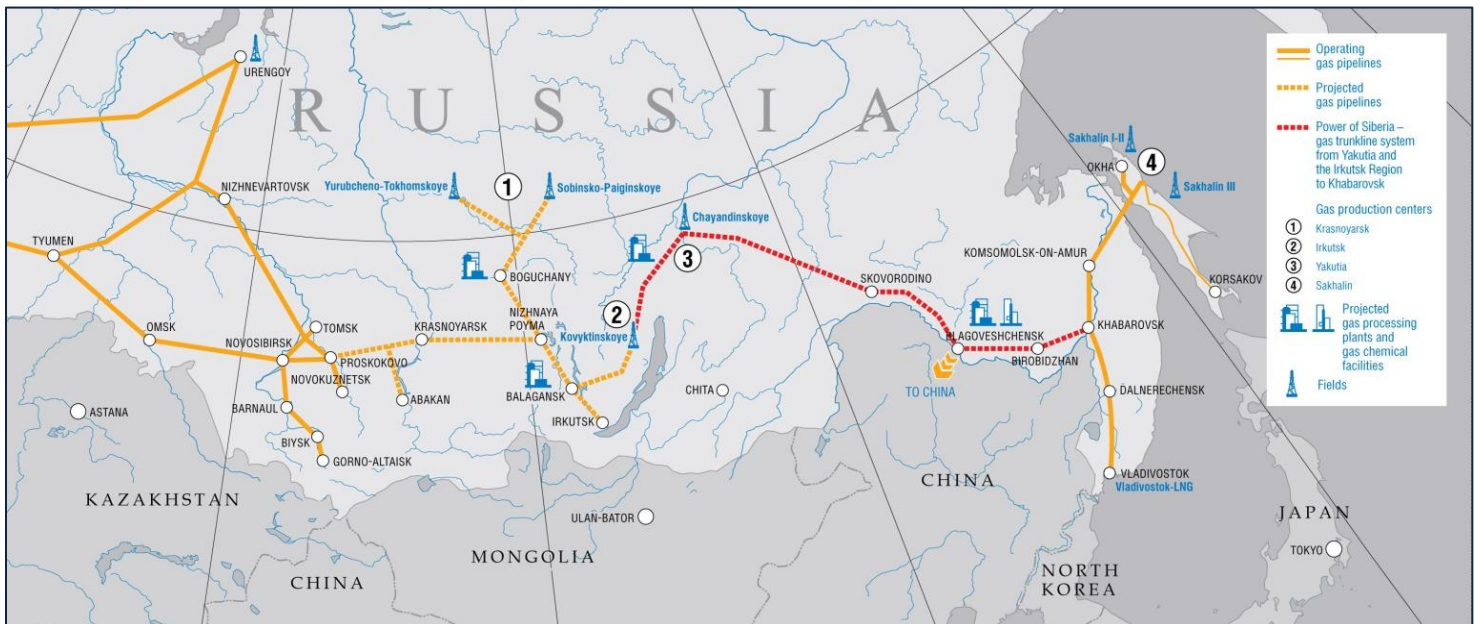 RUSSIA
URENGOY
NIZHNEVARTOVSK
Yurubcheno-Tokhomskoye
1
Sobinsko-Paiginskoye
Chayandinskoye
3
Sakhalin I-II
OKHA
4
Sakhalin III
TYUMEN
BOGUCHANY
KOMSOMOLSK-ON-AMUR
KORSAKOV
SKOVORODINO
OMSK
TOMSK
NOVOSIBIRSK
KRASNOYARSK
NIZHNAYA
POYMA
2
Kovyktinskoye
KHABAROVSK
BLAGOVESHCHENSK
BIROBIDZHAN
PROSKOKOVO
NOVOKUZNETSK
ABAKAN
BALAGANSK
CHITA
TO CHINA
DALNERECHENSK
ASTANA
BARNAUL
IRKUTSK
BIYSK
GORNO-ALTAISK
VLADIVOSTOK
Vladivostok-LNG
KAZAKHSTAN
CHINA
ULAN-BATOR
MONGOLIA
CHINA
NORTH
KOREA
JAPAN
TOKYO
Operating
gas pipelines
Projected
gas pipelines
Power of Siberia –
gas trunkline system
from Yakutia and
the Irkutsk Region
to Khabarovsk
Gas production centers
1 Krasnoyarsk
2 Irkutsk
3 Yakutia
4 Sakhalin
Projected
gas processing
plants and
gas chemical
facilities
Fields